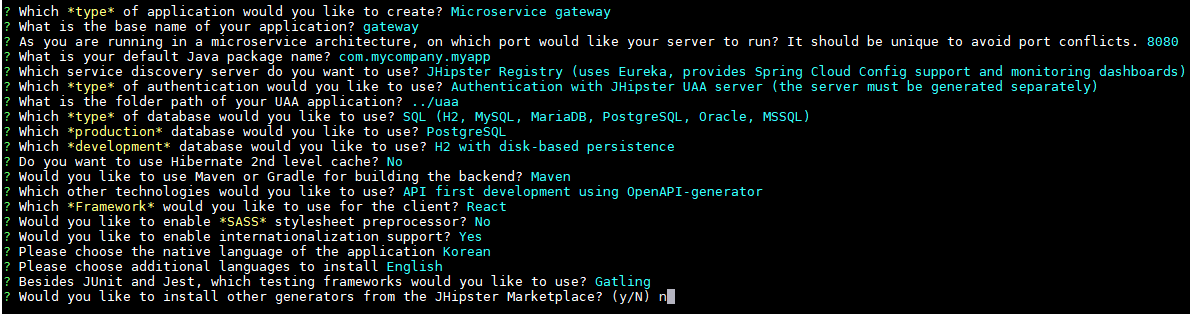 ? Which *type* of application would you like to create? Microservice gateway
? What is the base name of your application? gateway
? As you are running in a microservice architecture, on which port would like your server to run? It should be unique to avoid port conflicts. 8080
? What is your default Java package name? com.mycompany.myapp
? Which service discovery server do you want to use? JHipster Registry (uses Eureka, provides Spring Cloud Config support and monitoring dashboards)
? Which *type* of authentication would you like to use? Authentication with JHipster UAA server (the server must be generated separately)
? What is the folder path of your UAA application? ../uaa
? Which *type* of database would you like to use? SQL (H2, MySQL, MariaDB, PostgreSQL, Oracle, MSSQL)
? Which *production* database would you like to use? PostgreSQL
? Which *development* database would you like to use? H2 with disk-based persistence
? Do you want to use Hibernate 2nd level cache? No
? Would you like to use Maven or Gradle for building the backend? Maven
? Which other technologies would you like to use? API first development using OpenAPI-generator
? Which *Framework* would you like to use for the client? React
? Would you like to enable *SASS* stylesheet preprocessor? No
? Would you like to enable internationalization support? Yes
? Please choose the native language of the application Korean
? Please choose additional languages to install English
? Besides JUnit and Jest, which testing frameworks would you like to use? Gatling
? Would you like to install other generators from the JHipster Marketplace? (y/N) n